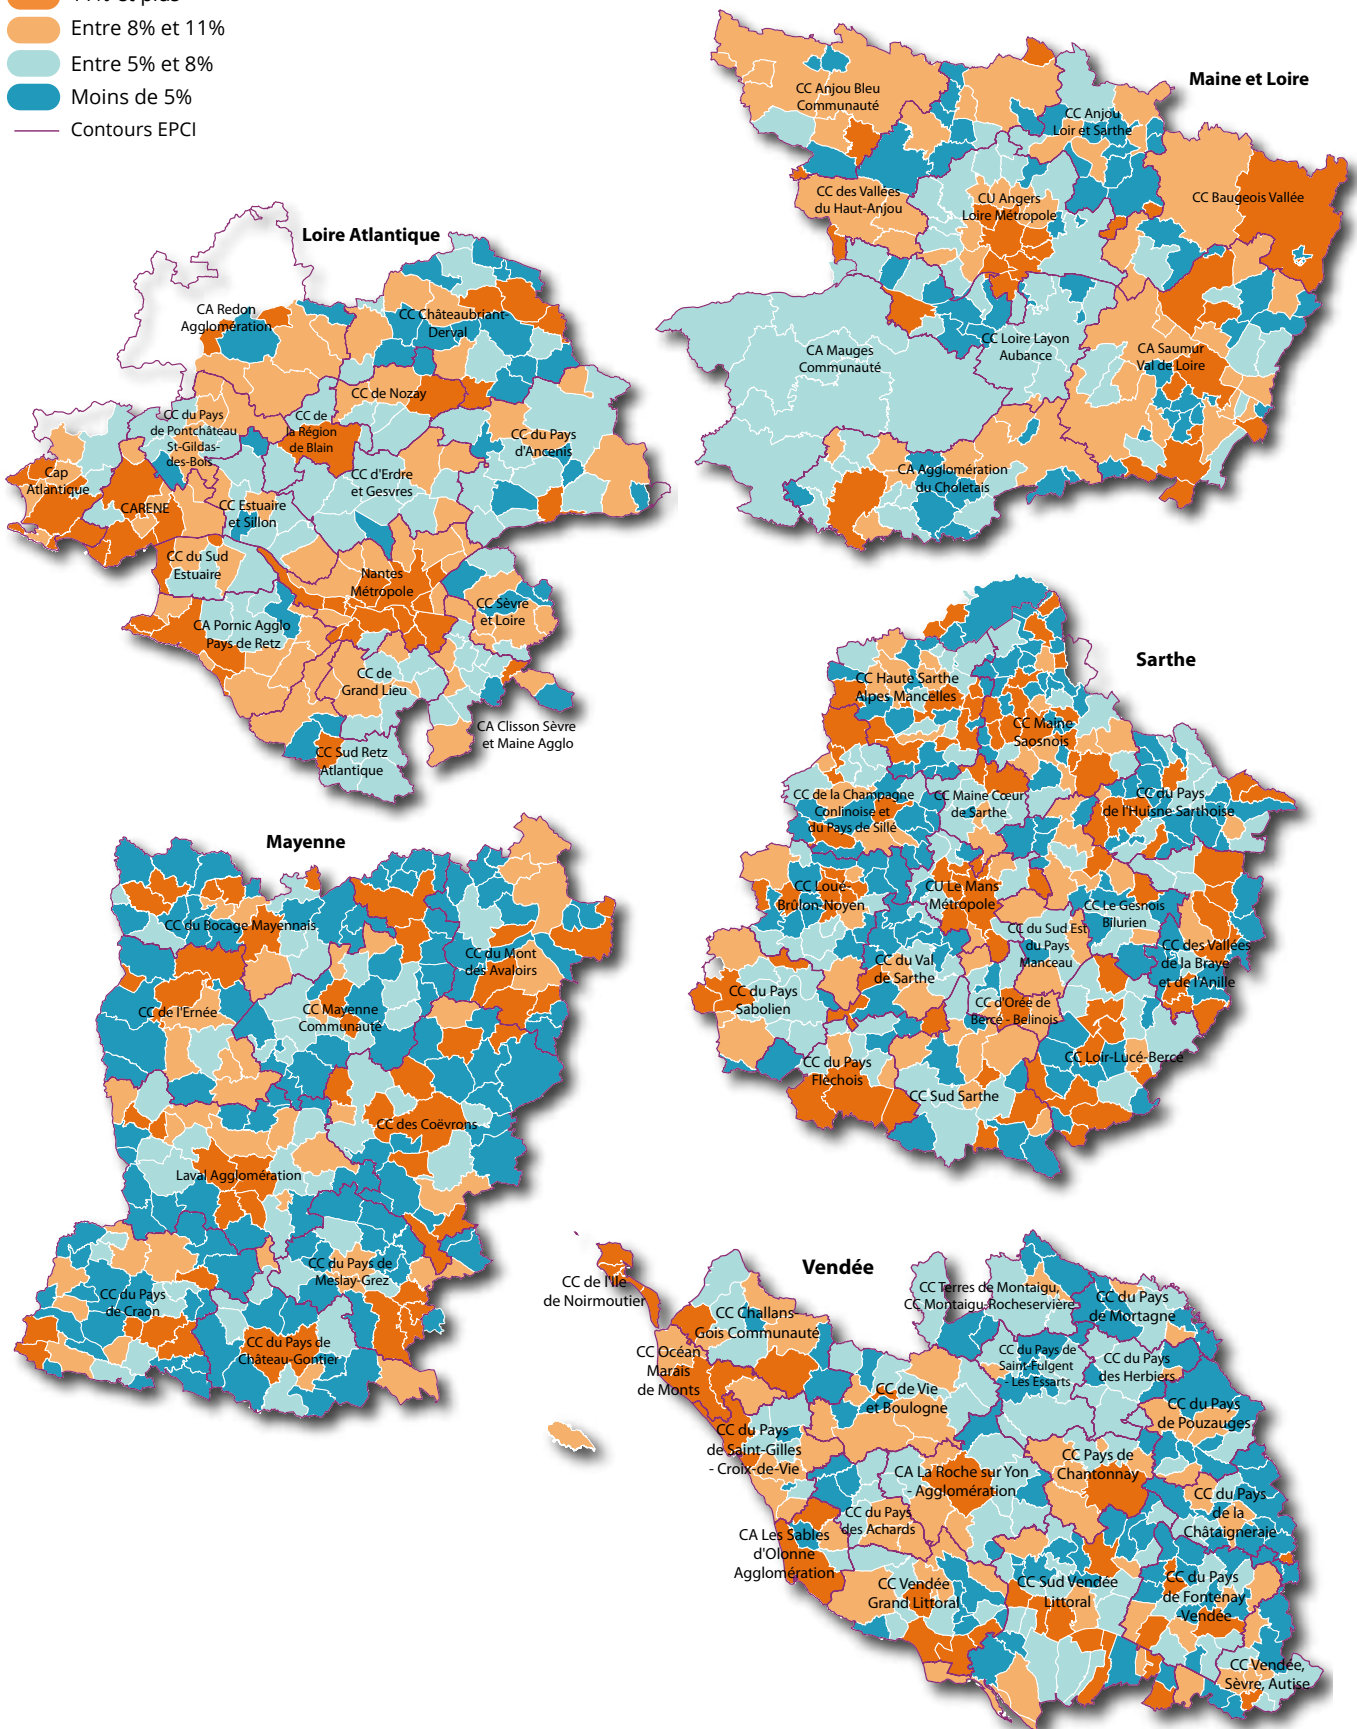 Entre 8% et 11%
Entre 5% et 8%
Moins de 5%
Contours EPCI
Maine et Loire
CC Anjou Bleu
Communauté
CC Anjou
Loir et Sarthe
CC des Vallées
du Haut-Anjou
CU Angers
Loire Métropole
CC Baugeois Vallée
CA Mauges
Communauté
CC Loire Layon
Aubance
CA Saumur
Val de Loire
CA Agglomération
du Choletais
Loire Atlantique
CA Redon
Agglomération
CC Châteaubriant-
Derval
CC de Nozay
CC du Pays
de Pontchâteau
St-Gildas-
des-Bois
CC de
la Région
de Blain
CC du Pays
d'Ancenis
Cap
Atlantique
CARENE
CC Estuaire
et Sillon
CC d'Erdre
et Gesvres
CC du Sud
Estuaire
Nantes
Métropole
CC Sèvre
et Loire
CA Pornic Agglo
Pays de Retz
CC de
Grand Lieu
CA Clisson Sèvre
et Maine Agglo
CC Sud Retz
Atlantique
Sarthe
CC Haute Sarthe
Alpes Mancelles
CC Maine
Saosnois
CC de la Champagne
Conlinoise et
du Pays de Sillé
CC Maine Cœur
de Sarthe
CC du Pays
de l'Huisne Sarthoise
CC Loué-
Brûlon-Noyen
CU Le Mans
Métropole
CC Le Gesnois
Bilurien
CC du Sud Est
du Pays
Manceau
CC des Vallées
de la Braye
et de l'Anille
CC du Val
de Sarthe
CC du Pays
Sabolien
CC d'Orée de
Bercé - Belinois
CC du Pays
Fléchois
CC Loir-Lucé-Bercé
CC Sud Sarthe
Mayenne
CC du Bocage Mayennais
CC du Mont
des Avaloirs
CC de l'Ernée
CC Mayenne
Communauté
CC des Coëvrons
Laval Agglomération
CC du Pays de
Meslay-Grez
CC du Pays
de Craon
CC du Pays de
Château-Gontier
Vendée
CC de l'Ile
de Noirmoutier
CC Challans
Gois Communauté
CC Terres de Montaigu,
CC Montaigu-Rocheservière
CC du Pays
de Mortagne
CC Océan
Marais
de Monts
CC du Pays de
Saint-Fulgent
- Les Essarts
CC du Pays
des Herbiers
CC de Vie
et Boulogne
CC du Pays
de Pouzauges
CC du Pays
de Saint-Gilles
- Croix-de-Vie
CA La Roche sur Yon
- Agglomération
CC Pays de
Chantonnay
CC du Pays
de la
Châtaigneraie
CC du Pays
des Achards
CA Les Sables
d'Olonne
Agglomération
CC Vendée
Grand Littoral
CC Sud Vendée
Littoral
CC du Pays
de Fontenay
-Vendée
CC Vendée,
Sèvre, Autise